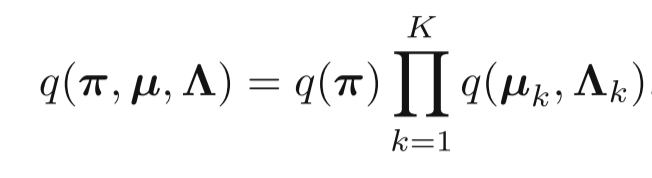 q(π, μ, Λ) = q(π) ∏_{k=1}^{K} q(μ_k, Λ_k).